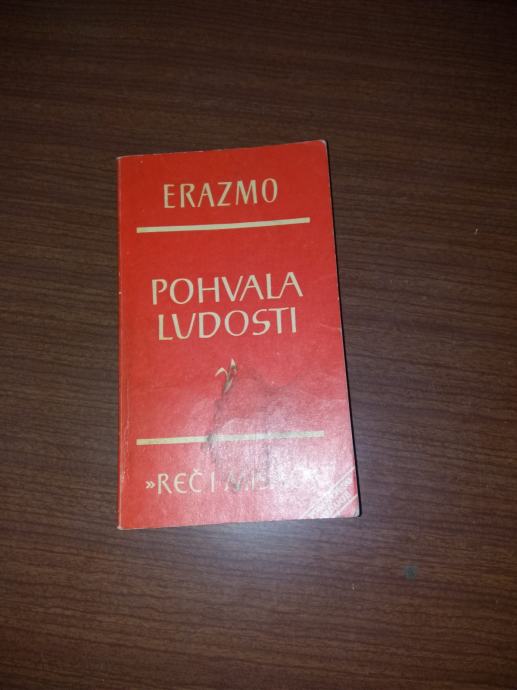 ERAZMO
POHVALA
LUDOSTI
»REČ I